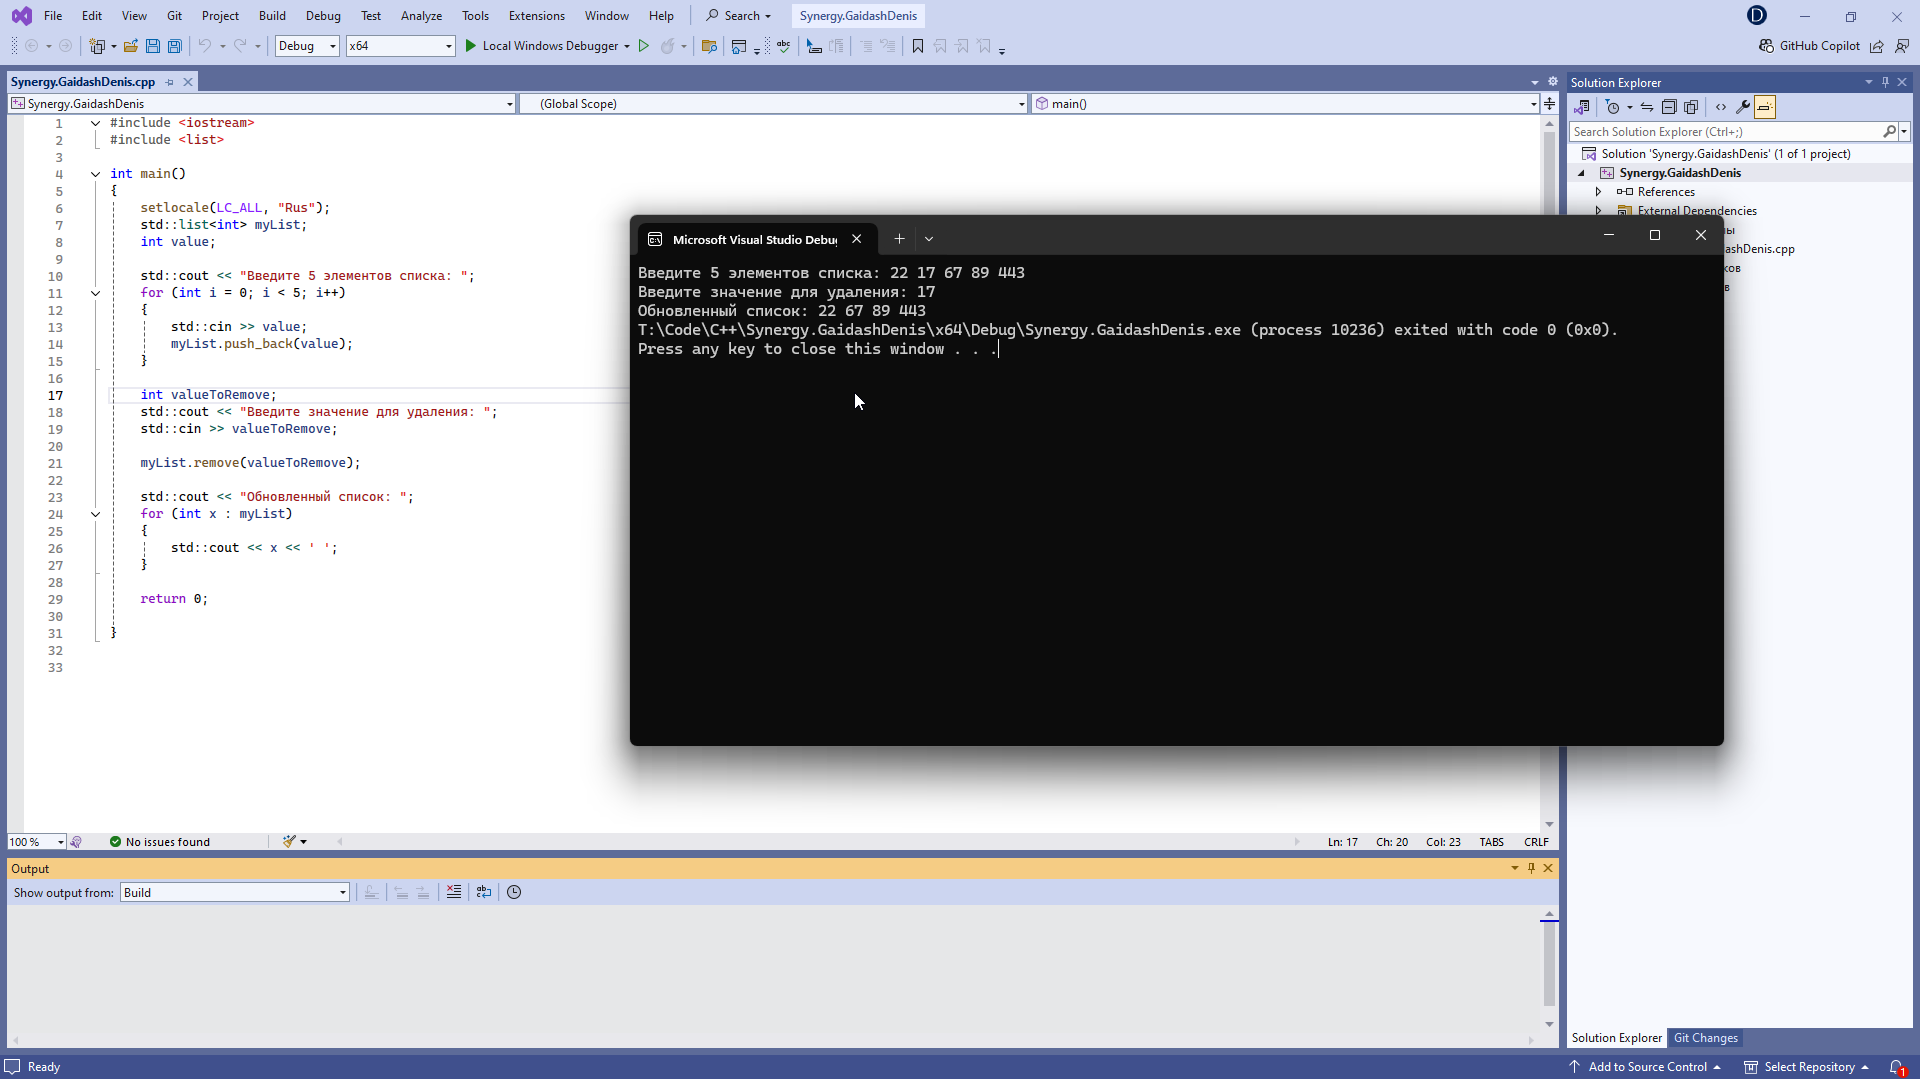 File Edit View Git Project Build Debug Test Analyze Tools Extensions Window Help Search Synergy.GaidashDenis
D
Debug x64 Local Windows Debugger GitHub Copilot
Synergy.GaidashDenis.cpp
Synergy.GaidashDenis (Global Scope) main()
1 #include <iostream>
2 #include <list>
3
4 int main()
5 {
6 setlocale(LC_ALL, "Rus");
7 std::list<int> myList;
8 int value;
9
10 std::cout << "Введите 5 элементов списка: ";
11 for (int i = 0; i < 5; i++)
12 {
13 std::cin >> value;
14 myList.push_back(value);
15 }
16
17 int valueToRemove;
18 std::cout << "Введите значение для удаления: ";
19 std::cin >> valueToRemove;
20
21 myList.remove(valueToRemove);
22
23 std::cout << "Обновленный список: ";
24 for (int x : myList)
25 {
26 std::cout << x << ' ';
27 }
28
29 return 0;
30
31 }
32
33
Microsoft Visual Studio Debu
Введите 5 элементов списка: 22 17 67 89 443
Введите значение для удаления: 17
Обновленный список: 22 67 89 443
T:\Code\C++\Synergy.GaidashDenis\x64\Debug\Synergy.GaidashDenis.exe (process 10236) exited with code 0 (0x0).
Press any key to close this window . . .
Solution Explorer
Search Solution Explorer (Ctrl+;)
Solution 'Synergy.GaidashDenis' (1 of 1 project)
Synergy.GaidashDenis
References
External Dependencies
ы
ashDenis.cpp
ков
в
100 % No issues found Ln: 17 Ch: 20 Col: 23 TABS CRLF
Output
Show output from: Build
Solution Explorer Git Changes
Ready Add to Source Control Select Repository 1